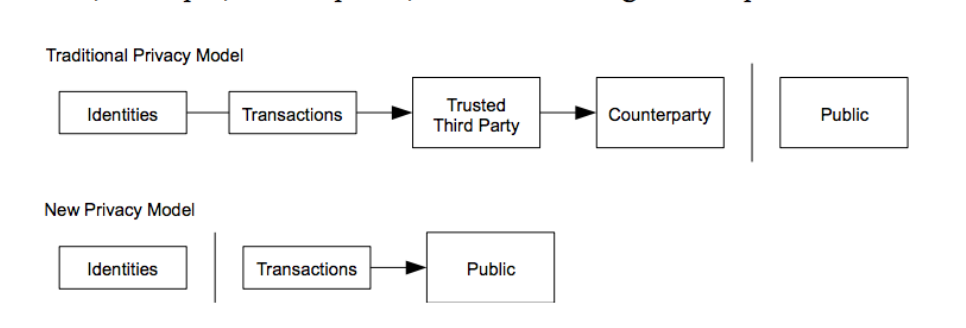 Traditional Privacy Model
Identities
Transactions
Trusted
Third Party
Counterparty
Public
New Privacy Model
Identities
Transactions
Public